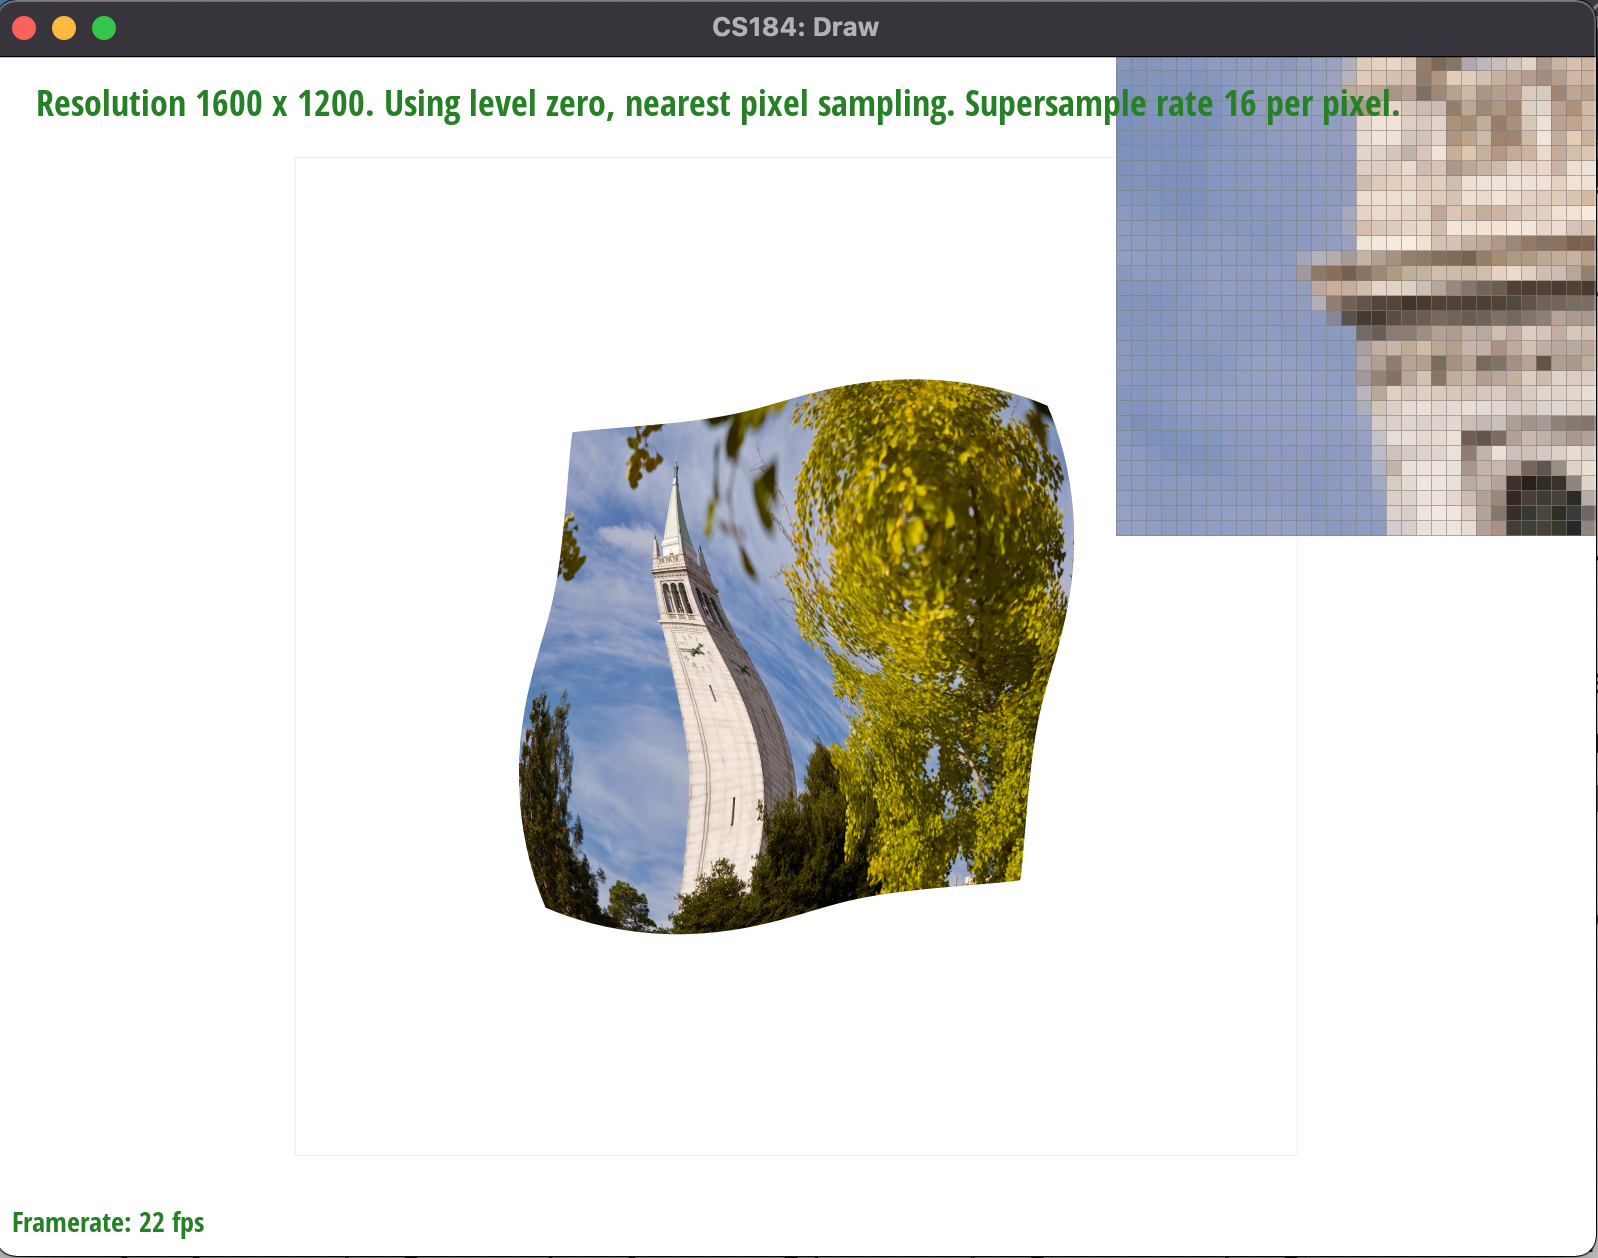 CS184: Draw
Resolution 1600 x 1200. Using level zero, nearest pixel sampling. Supersample rate 16 per pixel.
Framerate: 22 fps